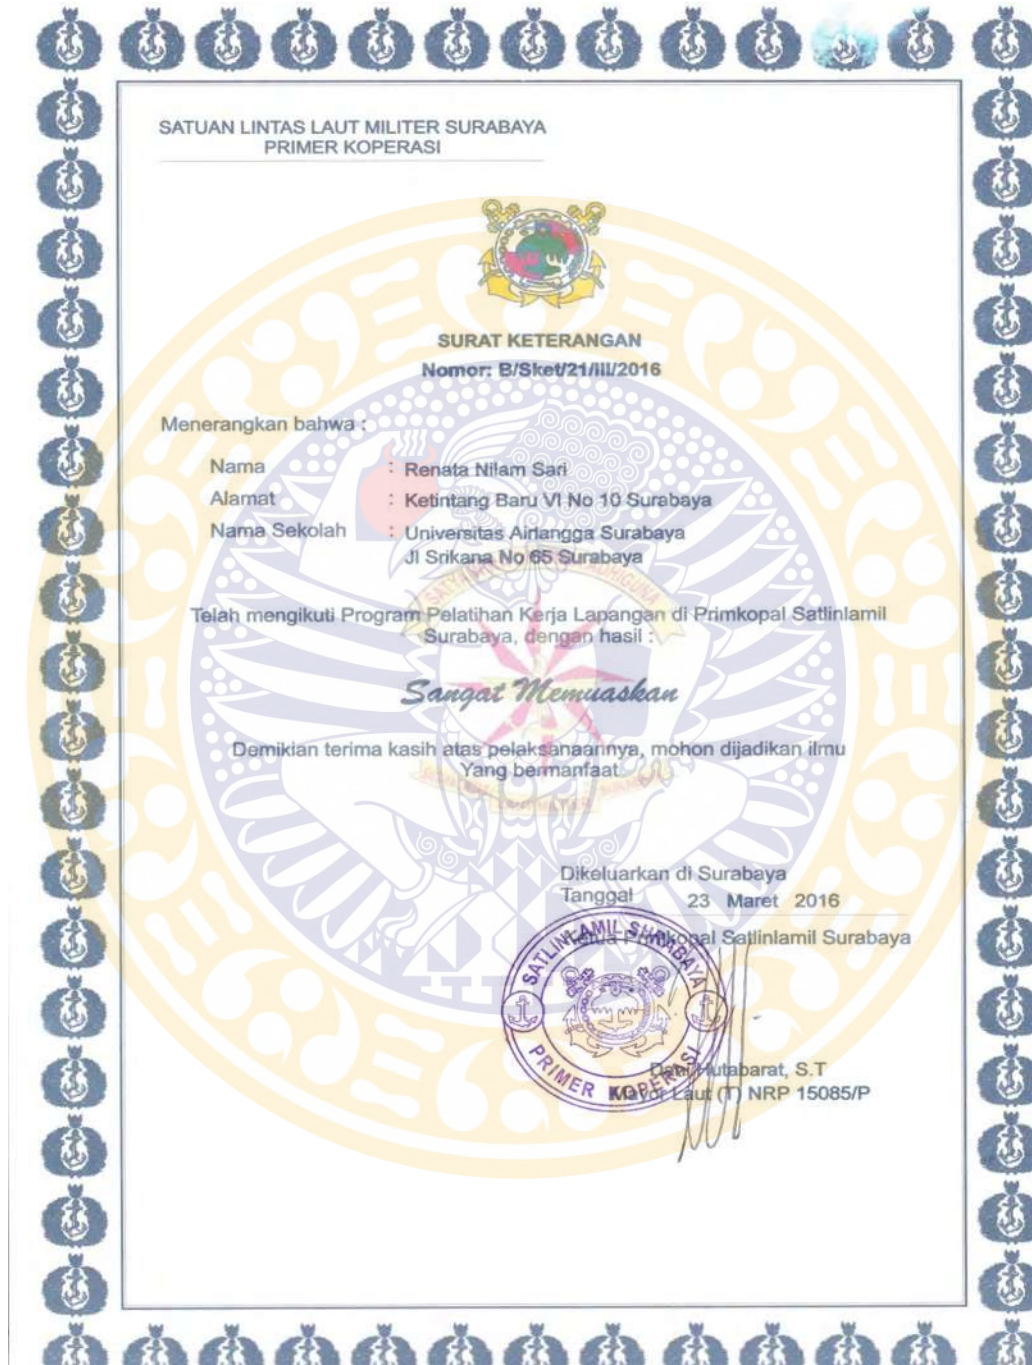 SATUAN LINTAS LAUT MILITER SURABAYA
PRIMER KOPERASI
SURAT KETERANGAN
Nomor: B/Sket/21/III/2016
Menerangkan bahwa :
Nama : Renata Nilam Sari
Alamat : Ketintang Baru VI No 10 Surabaya
Nama Sekolah : Universitas Airlangga Surabaya
Jl Srikana No 65 Surabaya
Telah mengikuti Program Pelatihan Kerja Lapangan di Primkopal Satlinlamil
Surabaya, dengan hasil :
Sangat Memuaskan
Demikian terima kasih atas pelaksanaannya, mohon dijadikan ilmu
Yang bermanfaat
Dikeluarkan di Surabaya
Tanggal 23 Maret 2016
Ketua Primkopal Satlinlamil Surabaya
SATLINLAMIL SURABAYA
PRIMER KOPERASI
Dani Hutabarat, S.T
Mayor Laut (T) NRP 15085/P